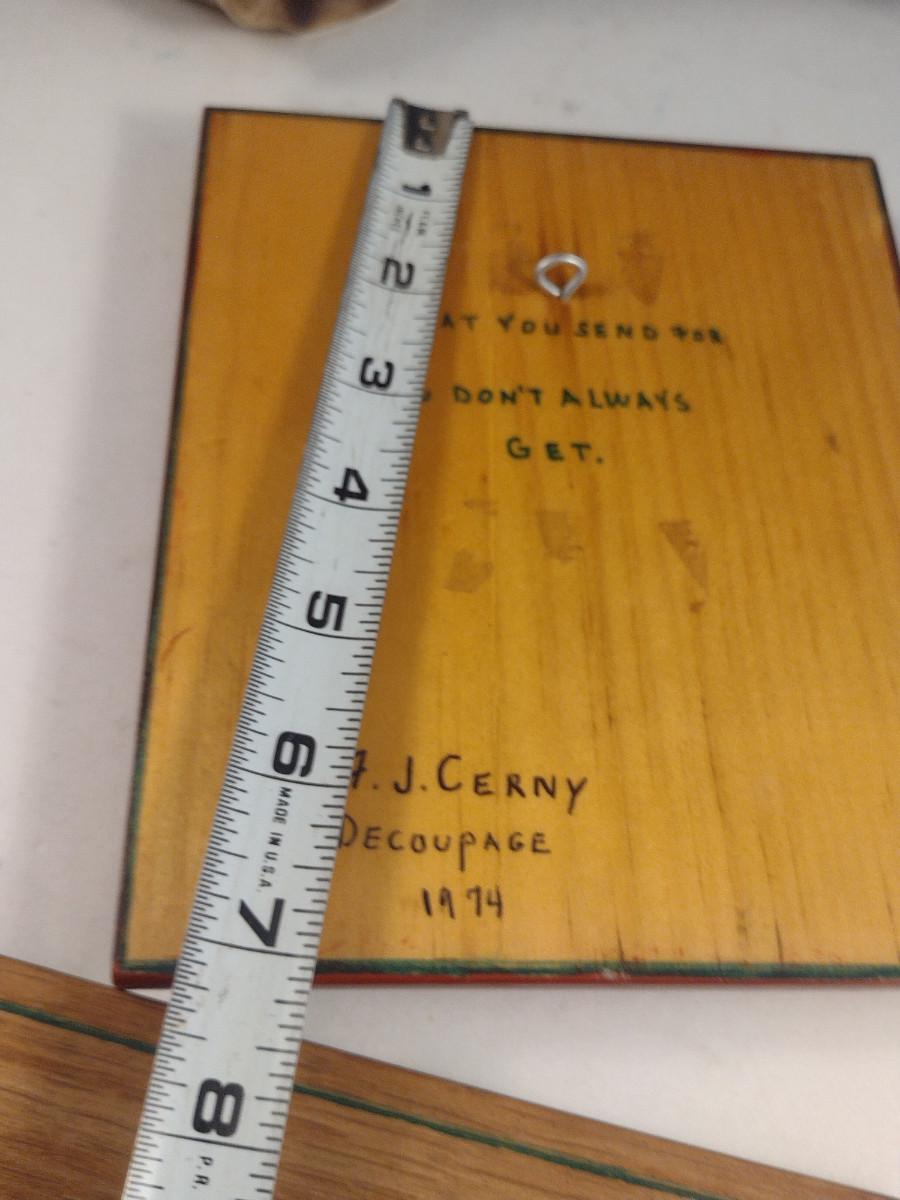 1
2
3
4
5
6
MADE IN U.S.A.
7
8
P.R.
AT YOU SEND FOR
DON'T ALWAYS
GET.
J. CERNY
DECOUPAGE
1974